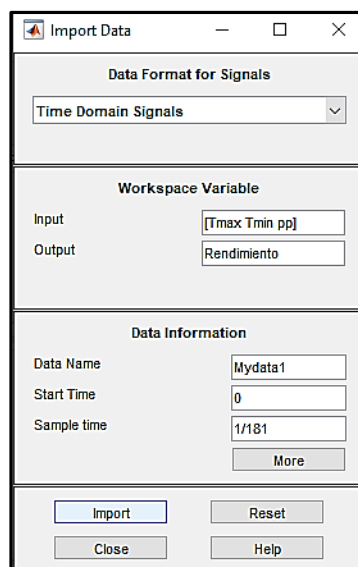 Import Data
Data Format for Signals
Time Domain Signals
Workspace Variable
Input [Tmax Tmin pp]
Output Rendimiento
Data Information
Data Name Mydata1
Start Time 0
Sample time 1/181
More
Import Reset
Close Help